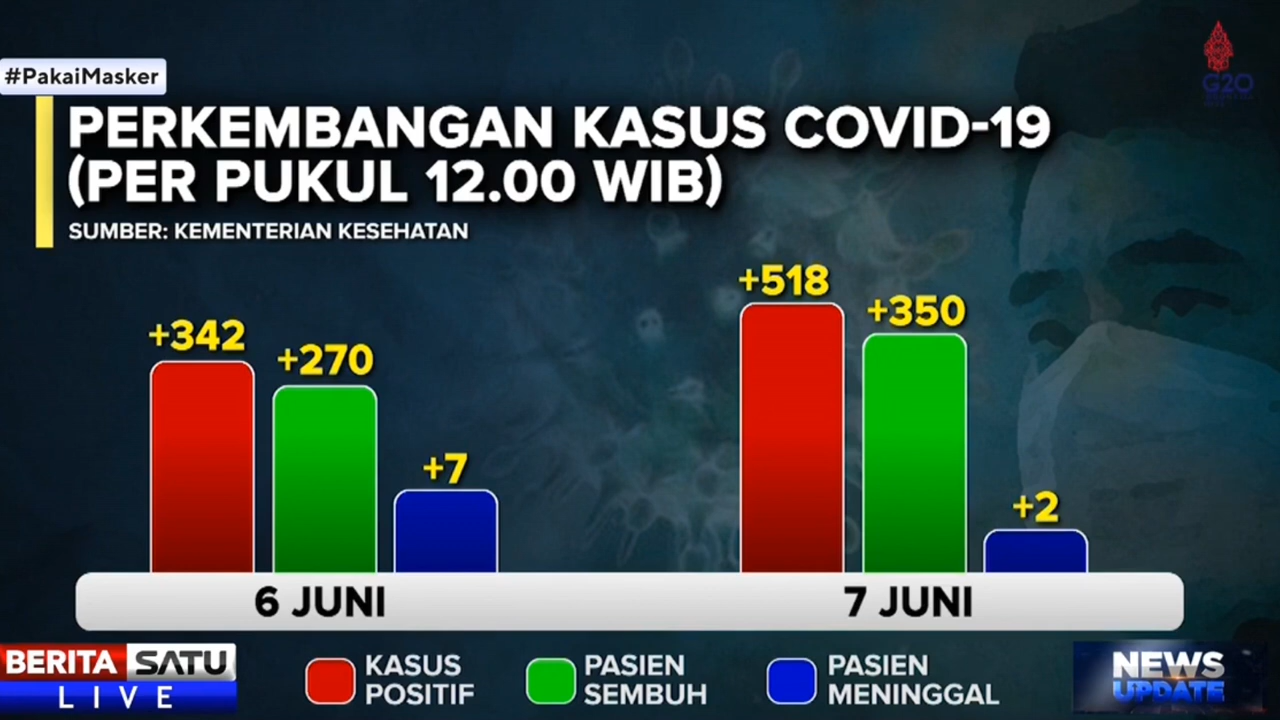 #PakaiMasker
G20
PERKEMBANGAN KASUS COVID-19
(PER PUKUL 12.00 WIB)
SUMBER: KEMENTERIAN KESEHATAN
+342
+270
+7
+518
+350
+2
6 JUNI
7 JUNI
BERITA SATU
LIVE
KASUS
POSITIF
PASIEN
SEMBUH
PASIEN
MENINGGAL
NEWS
UPDATE